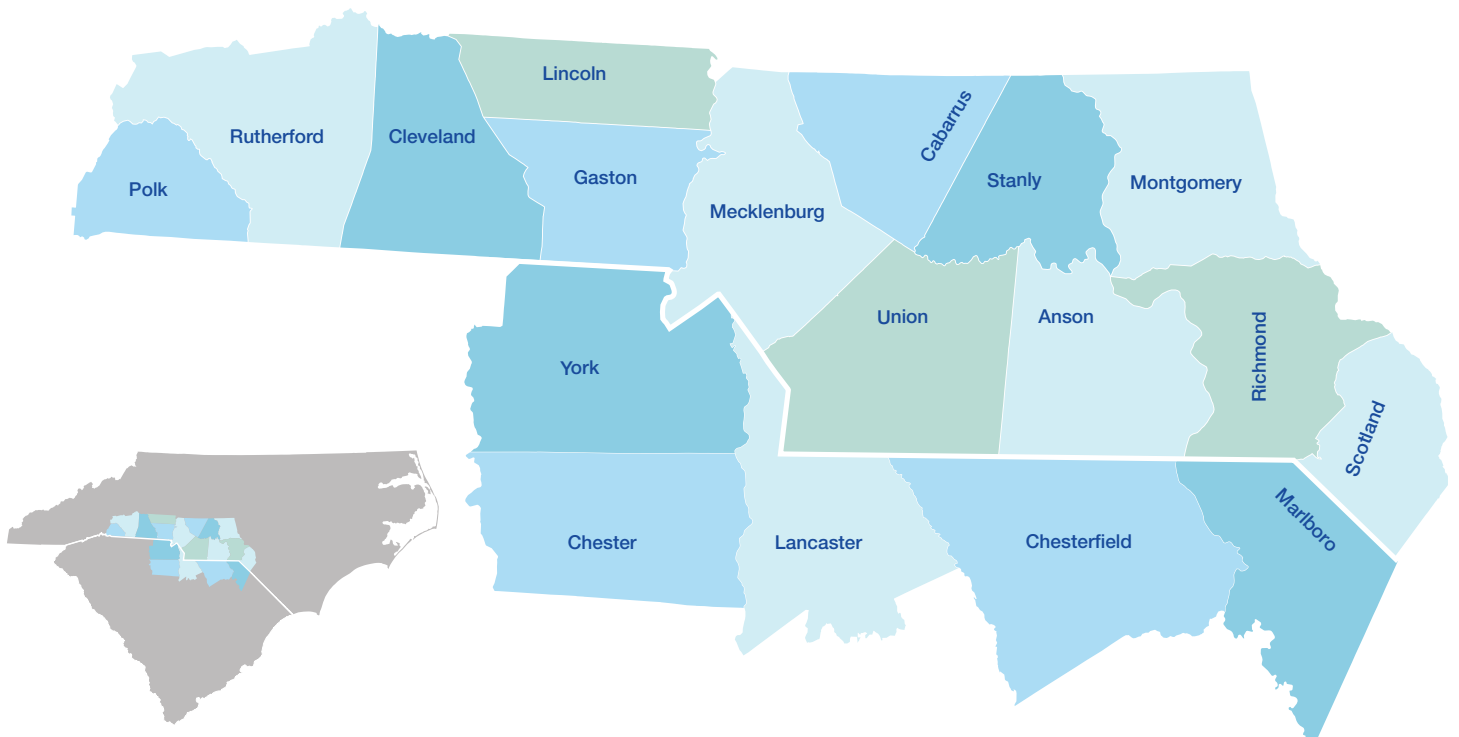 Lincoln
Rutherford
Cleveland
Cabarrus
Gaston
Stanly
Montgomery
Polk
Mecklenburg
Union
Anson
Richmond
York
Scotland
Chester
Lancaster
Chesterfield
Marlboro